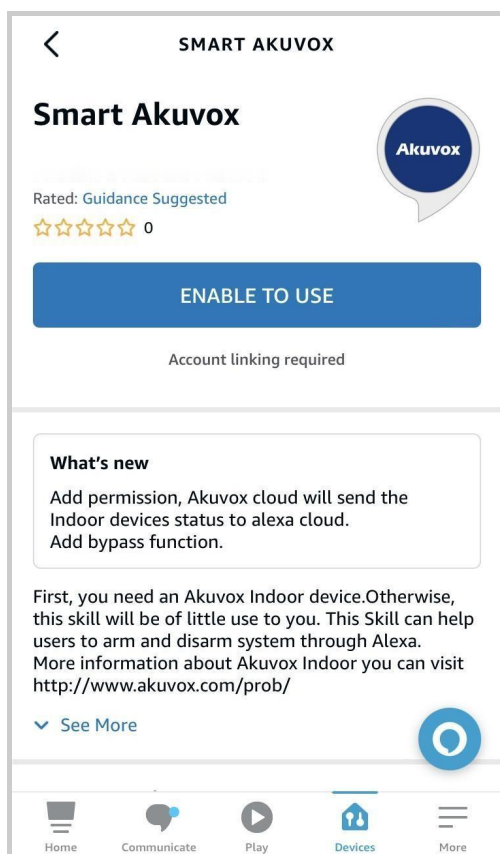 SMART AKUVOX
Smart Akuvox
Akuvox
Rated: Guidance Suggested
0
ENABLE TO USE
Account linking required
What's new
Add permission, Akuvox cloud will send the
Indoor devices status to alexa cloud.
Add bypass function.
First, you need an Akuvox Indoor device.Otherwise,
this skill will be of little use to you. This Skill can help
users to arm and disarm system through Alexa.
More information about Akuvox Indoor you can visit
http://www.akuvox.com/prob/
See More
Home Communicate Play Devices More